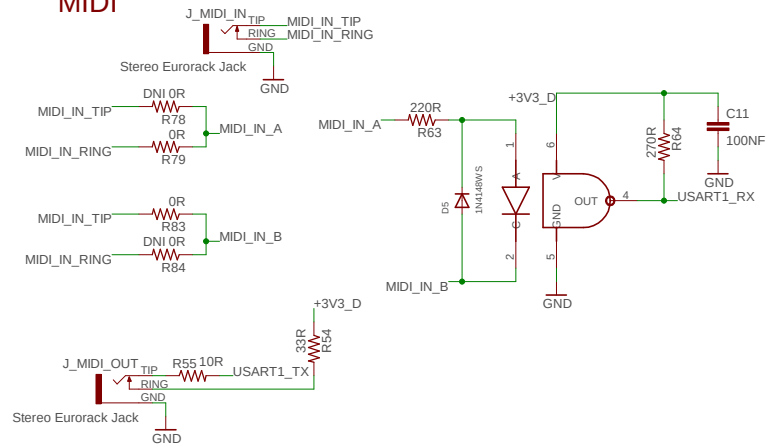 MIDI
J_MIDI_IN
TIP
MIDI_IN_TIP
RING
MIDI_IN_RING
GND
Stereo Eurorack Jack
GND
DNI 0R
MIDI_IN_TIP
R78
MIDI_IN_A
0R
MIDI_IN_RING
R79
0R
MIDI_IN_TIP
R83
MIDI_IN_B
DNI 0R
MIDI_IN_RING
R84
MIDI_IN_A
220R
R63
D5
1N4148WS
1
A
C
2
MIDI_IN_B
+3V3_D
6
V
OUT
4
GND
5
GND
270R
R64
USART1_RX
C11
100NF
GND
+3V3_D
33R
R54
J_MIDI_OUT
TIP
R55
10R
USART1_TX
RING
GND
Stereo Eurorack Jack
GND